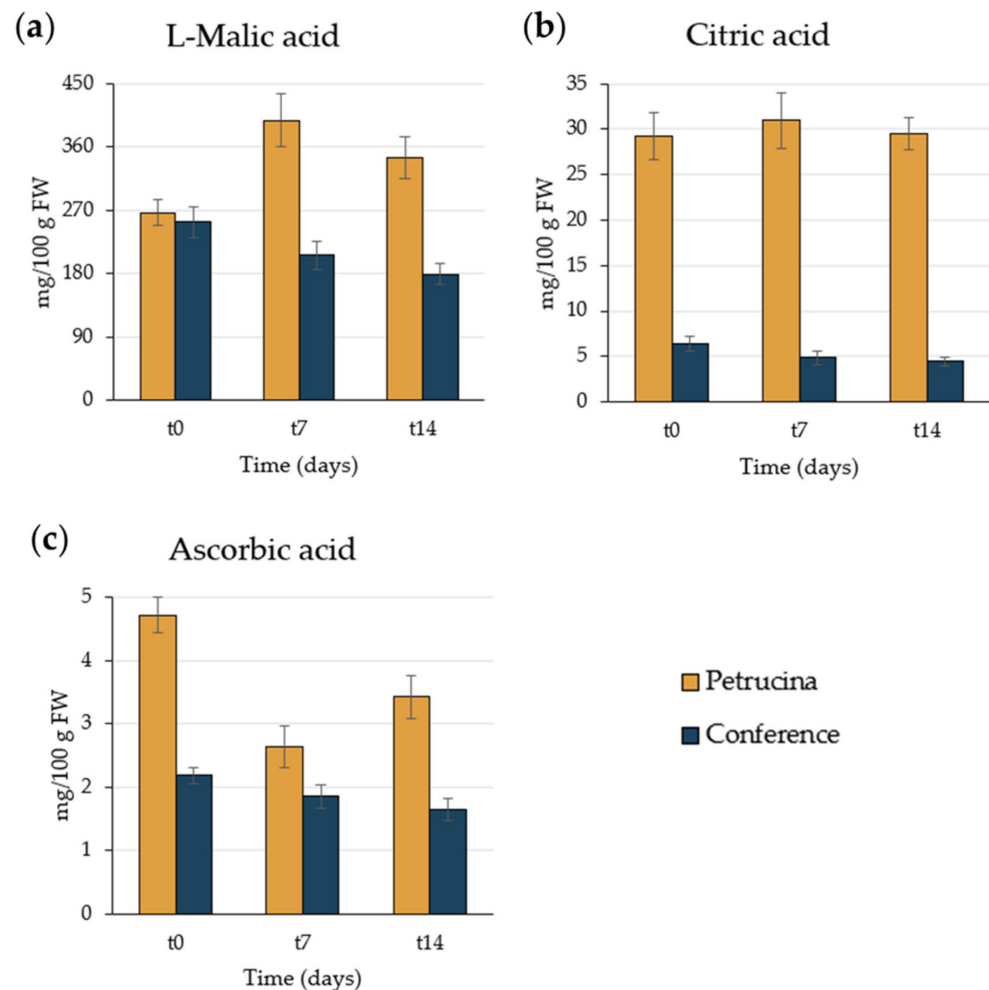 (a)
L-Malic acid
mg/100 g FW
450
360
270
180
90
0
t0 t7 t14
Time (days)
(b)
Citric acid
mg/100 g FW
35
30
25
20
15
10
5
0
t0 t7 t14
Time (days)
(c)
Ascorbic acid
mg/100 g FW
5
4
3
2
1
0
t0 t7 t14
Time (days)
Petrucina
Conference